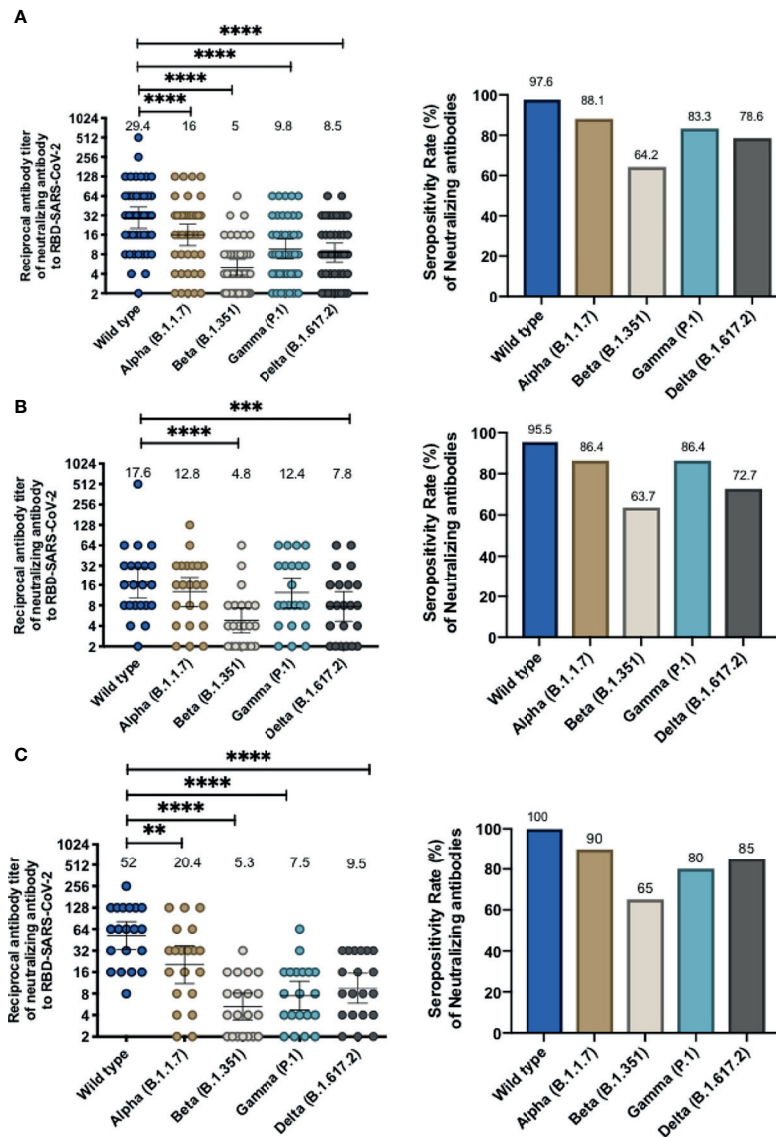 A
****
****
****
****
1024
512
256
128
64
32
16
8
4
2
29.4 16 5 9.8 8.5
Reciprocal antibody titer
of neutralizing antibody
to RBD-SARS-CoV-2
Wild type
Alpha (B.1.1.7)
Beta (B.1.351)
Gamma (P.1)
Delta (B.1.617.2)
Seropositivity Rate (%)
of Neutralizing antibodies
100
80
60
40
20
0
97.6
88.1
64.2
83.3
78.6
Wild type
Alpha (B.1.1.7)
Beta (B.1.351)
Gamma (P.1)
Delta (B.1.617.2)
B
***
****
1024
512
256
128
64
32
16
8
4
2
17.6 12.8 4.8 12.4 7.8
Reciprocal antibody titer
of neutralizing antibody
to RBD-SARS-CoV-2
Wild type
Alpha (B.1.1.7)
Beta (B.1.351)
Gamma (P.1)
Delta (B.1.617.2)
Seropositivity Rate (%)
of Neutralizing antibodies
100
80
60
40
20
0
95.5
86.4
63.7
86.4
72.7
Wild type
Alpha (B.1.1.7)
Beta (B.1.351)
Gamma (P.1)
Delta (B.1.617.2)
C
****
****
****
**
1024
512
256
128
64
32
16
8
4
2
52 20.4 5.3 7.5 9.5
Reciprocal antibody titer
of neutralizing antibody
to RBD-SARS-CoV-2
Wild type
Alpha (B.1.1.7)
Beta (B.1.351)
Gamma (P.1)
Delta (B.1.617.2)
Seropositivity Rate (%)
of Neutralizing antibodies
100
80
60
40
20
0
100
90
65
80
85
Wild type
Alpha (B.1.1.7)
Beta (B.1.351)
Gamma (P.1)
Delta (B.1.617.2)